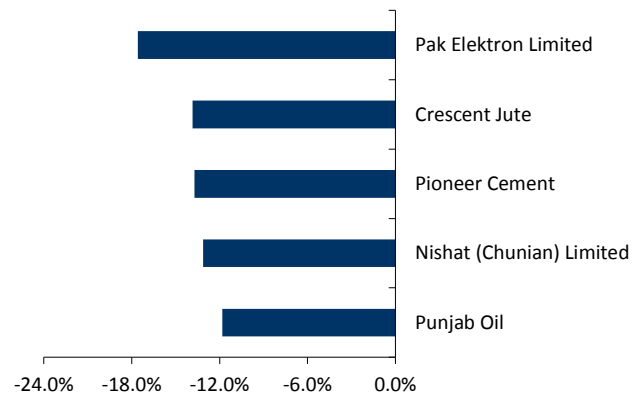 Pak Elektron Limited
Crescent Jute
Pioneer Cement
Nishat (Chunian) Limited
Punjab Oil
-24.0% -18.0% -12.0% -6.0% 0.0%